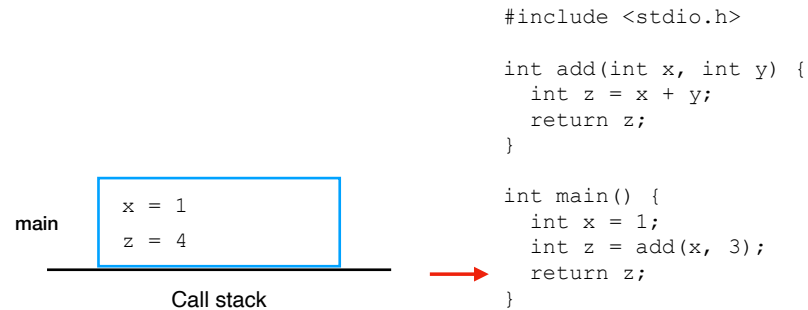 #include <stdio.h>
int add(int x, int y) {
  int z = x + y;
  return z;
}
int main() {
  int x = 1;
  int z = add(x, 3);
  return z;
}
main
x = 1
z = 4
Call stack